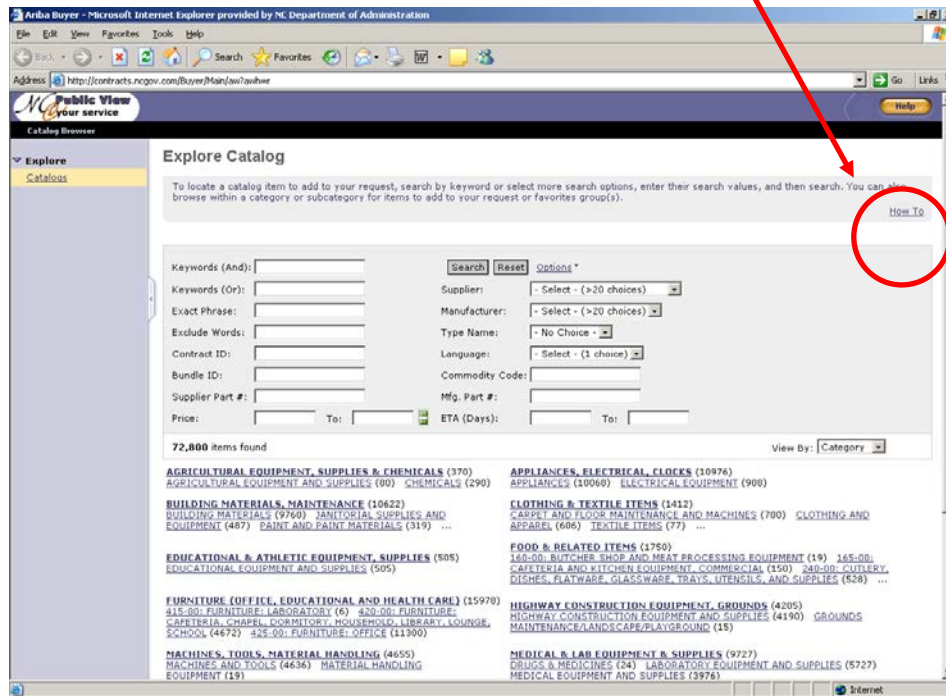 Ariba Buyer - Microsoft Internet Explorer provided by NC Department of Administration
File Edit View Favorites Tools Help
Back Search Favorites
Address http://contracts.ncgov.com/Buyer/Main/aw?awhwr Go Links
NC Public View
@your service
Help
Catalog Browser
Explore
Catalogs
Explore Catalog
To locate a catalog item to add to your request, search by keyword or select more search options, enter their search values, and then search. You can also
browse within a category or subcategory for items to add to your request or favorites group(s).
How To
Keywords (And): Search Reset Options *
Keywords (Or): Supplier: - Select - (>20 choices)
Exact Phrase: Manufacturer: - Select - (>20 choices)
Exclude Words: Type Name: - No Choice -
Contract ID: Language: - Select - (1 choice)
Bundle ID: Commodity Code:
Supplier Part #: Mfg. Part #:
Price: To: ETA (Days): To:
72,800 items found View By: Category
AGRICULTURAL EQUIPMENT, SUPPLIES & CHEMICALS (370)
AGRICULTURAL EQUIPMENT AND SUPPLIES (80) CHEMICALS (290)
APPLIANCES, ELECTRICAL, CLOCKS (10976)
APPLIANCES (10068) ELECTRICAL EQUIPMENT (908)
BUILDING MATERIALS, MAINTENANCE (10622)
BUILDING MATERIALS (9760) JANITORIAL SUPPLIES AND
EQUIPMENT (487) PAINT AND PAINT MATERIALS (319) ...
CLOTHING & TEXTILE ITEMS (1412)
CARPET AND FLOOR MAINTENANCE AND MACHINES (700) CLOTHING AND
APPAREL (606) TEXTILE ITEMS (77) ...
EDUCATIONAL & ATHLETIC EQUIPMENT, SUPPLIES (505)
EDUCATIONAL EQUIPMENT AND SUPPLIES (505)
FOOD & RELATED ITEMS (1750)
160-00: BUTCHER SHOP AND MEAT PROCESSING EQUIPMENT (19) 165-00:
CAFETERIA AND KITCHEN EQUIPMENT, COMMERCIAL (150) 240-00: CUTLERY,
DISHES, FLATWARE, GLASSWARE, TRAYS, UTENSILS, AND SUPPLIES (528) ...
FURNITURE (OFFICE, EDUCATIONAL AND HEALTH CARE) (15978)
415-00: FURNITURE: LABORATORY (6) 420-00: FURNITURE:
CAFETERIA, CHAPEL, DORMITORY, HOUSEHOLD, LIBRARY, LOUNGE,
SCHOOL (4672) 425-00: FURNITURE: OFFICE (11300)
HIGHWAY CONSTRUCTION EQUIPMENT, GROUNDS (4205)
HIGHWAY CONSTRUCTION EQUIPMENT AND SUPPLIES (4190) GROUNDS
MAINTENANCE/LANDSCAPE/PLAYGROUND (15)
MACHINES, TOOLS, MATERIAL HANDLING (4655)
MACHINES AND TOOLS (4636) MATERIAL HANDLING
EQUIPMENT (19)
MEDICAL & LAB EQUIPMENT & SUPPLIES (9727)
DRUGS & MEDICINES (24) LABORATORY EQUIPMENT AND SUPPLIES (5727)
MEDICAL EQUIPMENT AND SUPPLIES (3976)
Internet